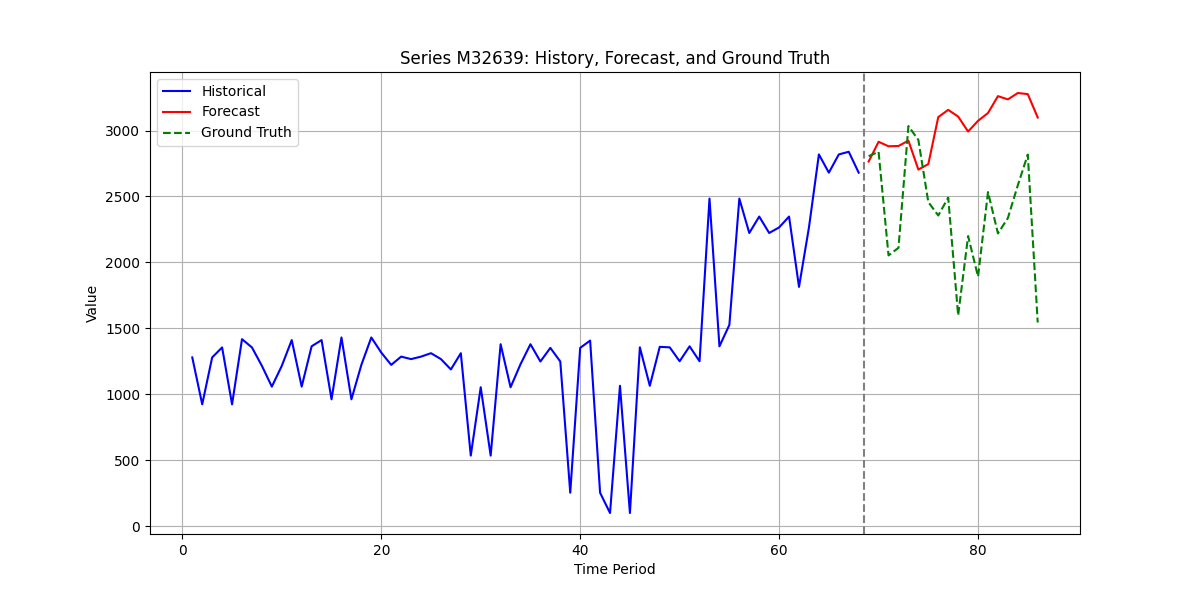 Series M32639: History, Forecast, and Ground Truth
Historical
Forecast
Ground Truth
Value
3000
2500
2000
1500
1000
500
0
0 20 40 60 80
Time Period